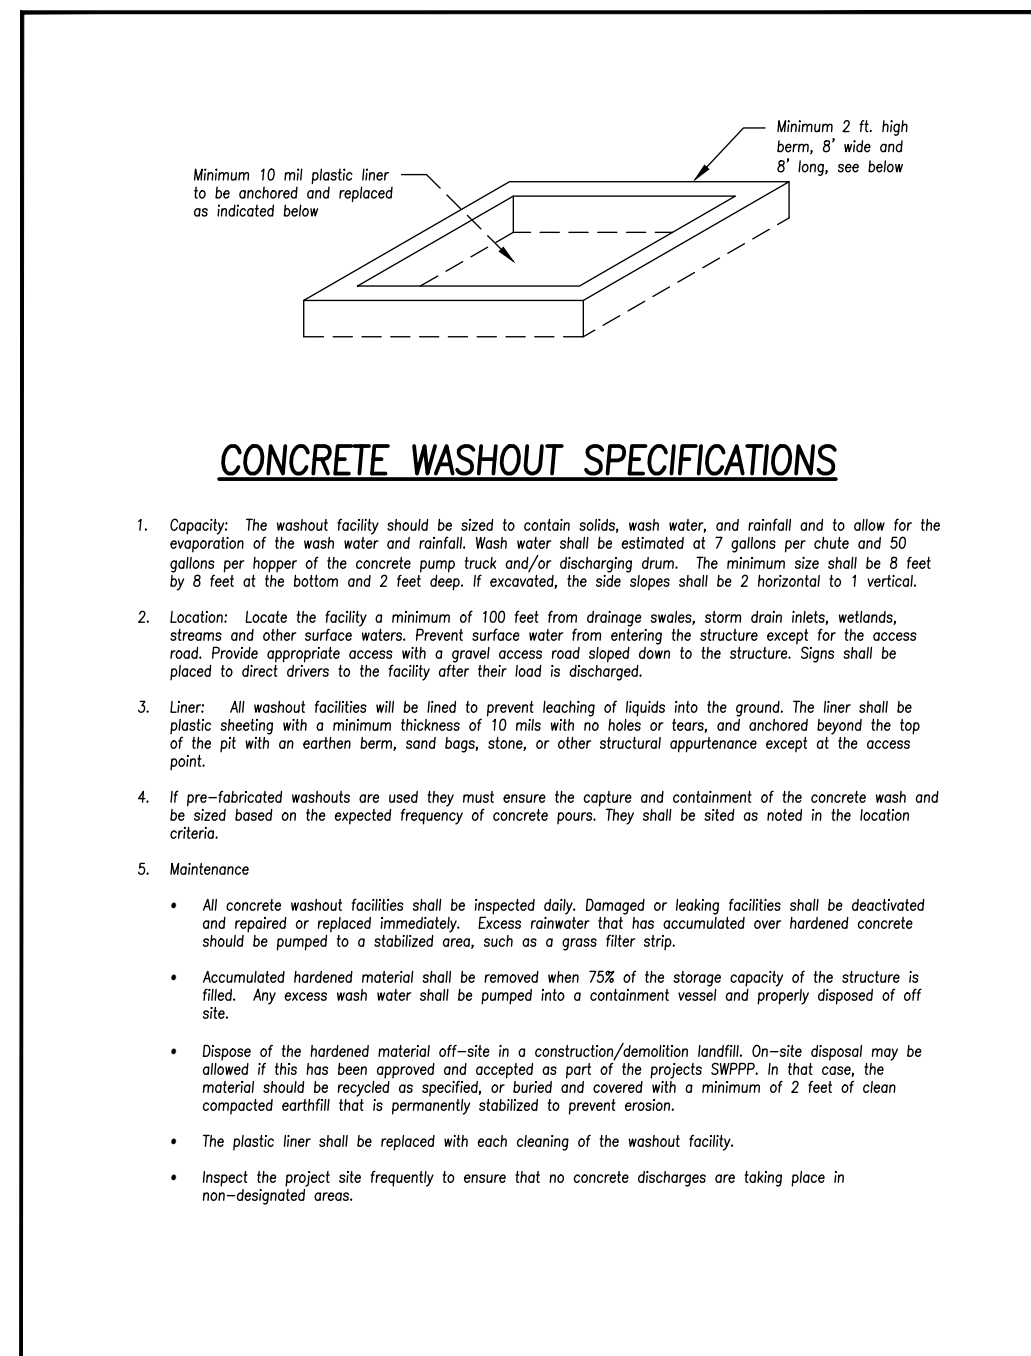 Minimum 2 ft. high
berm, 8' wide and
8' long, see below
Minimum 10 mil plastic liner
to be anchored and replaced
as indicated below
CONCRETE WASHOUT SPECIFICATIONS
1. Capacity: The washout facility should be sized to contain solids, wash water, and rainfall and to allow for the
evaporation of the wash water and rainfall. Wash water shall be estimated at 7 gallons per chute and 50
gallons per hopper of the concrete pump truck and/or discharging drum. The minimum size shall be 8 feet
by 8 feet at the bottom and 2 feet deep. If excavated, the side slopes shall be 2 horizontal to 1 vertical.
2. Location: Locate the facility a minimum of 100 feet from drainage swales, storm drain inlets, wetlands,
streams and other surface waters. Prevent surface water from entering the structure except for the access
road. Provide appropriate access with a gravel access road sloped down to the structure. Signs shall be
placed to direct drivers to the facility after their load is discharged.
3. Liner: All washout facilities will be lined to prevent leaching of liquids into the ground. The liner shall be
plastic sheeting with a minimum thickness of 10 mils with no holes or tears, and anchored beyond the top
of the pit with an earthen berm, sand bags, stone, or other structural appurtenance except at the access
point.
4. If pre-fabricated washouts are used they must ensure the capture and containment of the concrete wash and
be sized based on the expected frequency of concrete pours. They shall be sited as noted in the location
criteria.
5. Maintenance
• All concrete washout facilities shall be inspected daily. Damaged or leaking facilities shall be deactivated
and repaired or replaced immediately. Excess rainwater that has accumulated over hardened concrete
should be pumped to a stabilized area, such as a grass filter strip.
• Accumulated hardened material shall be removed when 75% of the storage capacity of the structure is
filled. Any excess wash water shall be pumped into a containment vessel and properly disposed of off
site.
• Dispose of the hardened material off-site in a construction/demolition landfill. On-site disposal may be
allowed if this has been approved and accepted as part of the projects SWPPP. In that case, the
material should be recycled as specified, or buried and covered with a minimum of 2 feet of clean
compacted earthfill that is permanently stabilized to prevent erosion.
• The plastic liner shall be replaced with each cleaning of the washout facility.
• Inspect the project site frequently to ensure that no concrete discharges are taking place in
non-designated areas.